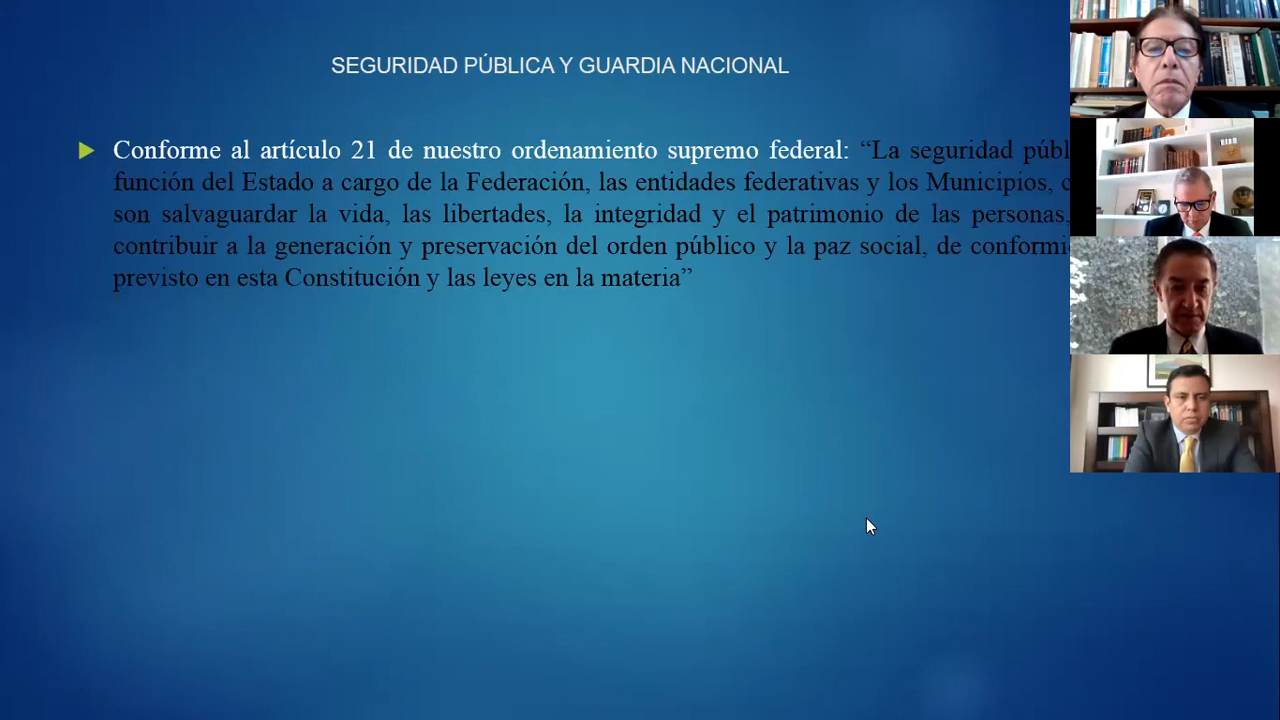 SEGURIDAD PÚBLICA Y GUARDIA NACIONAL
Conforme al artículo 21 de nuestro ordenamiento supremo federal: “La seguridad
función del Estado a cargo de la Federación, las entidades federativas y los Municipios,
son salvaguardar la vida, las libertades, la integridad y el patrimonio de las personas,
contribuir a la generación y preservación del orden público y la paz social, de
previsto en esta Constitución y las leyes en la materia”